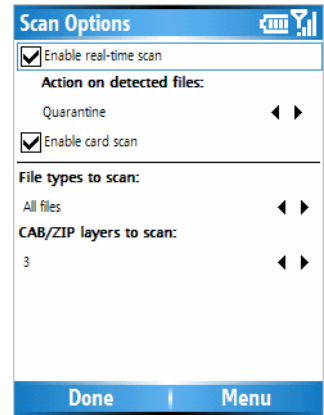 Scan Options
Enable real-time scan
Action on detected files:
Quarantine
Enable card scan
File types to scan:
All files
CAB/ZIP layers to scan:
3
Done Menu